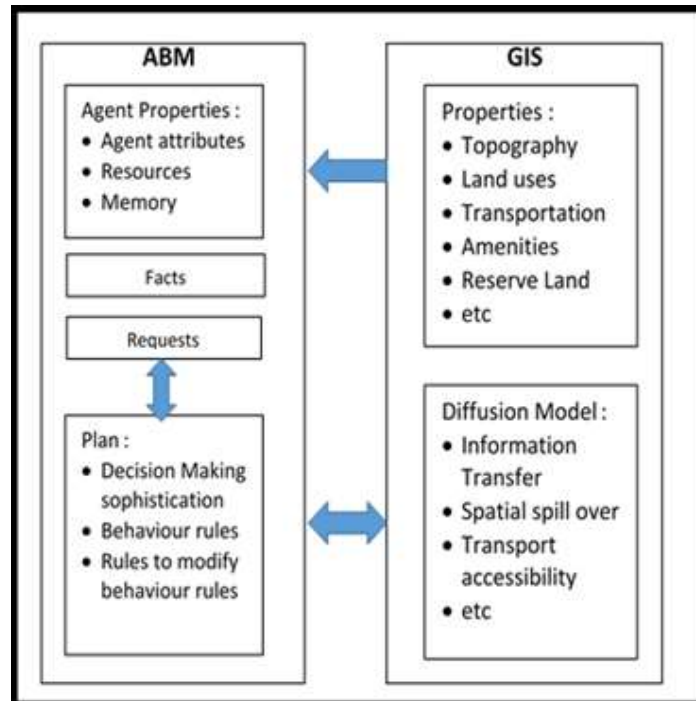 ABM
Agent Properties :
• Agent attributes
• Resources
• Memory
Facts
Requests
Plan :
• Decision Making
sophistication
• Behaviour rules
• Rules to modify
behaviour rules
GIS
Properties :
• Topography
• Land uses
• Transportation
• Amenities
• Reserve Land
• etc
Diffusion Model :
• Information
Transfer
• Spatial spill over
• Transport
accessibility
• etc